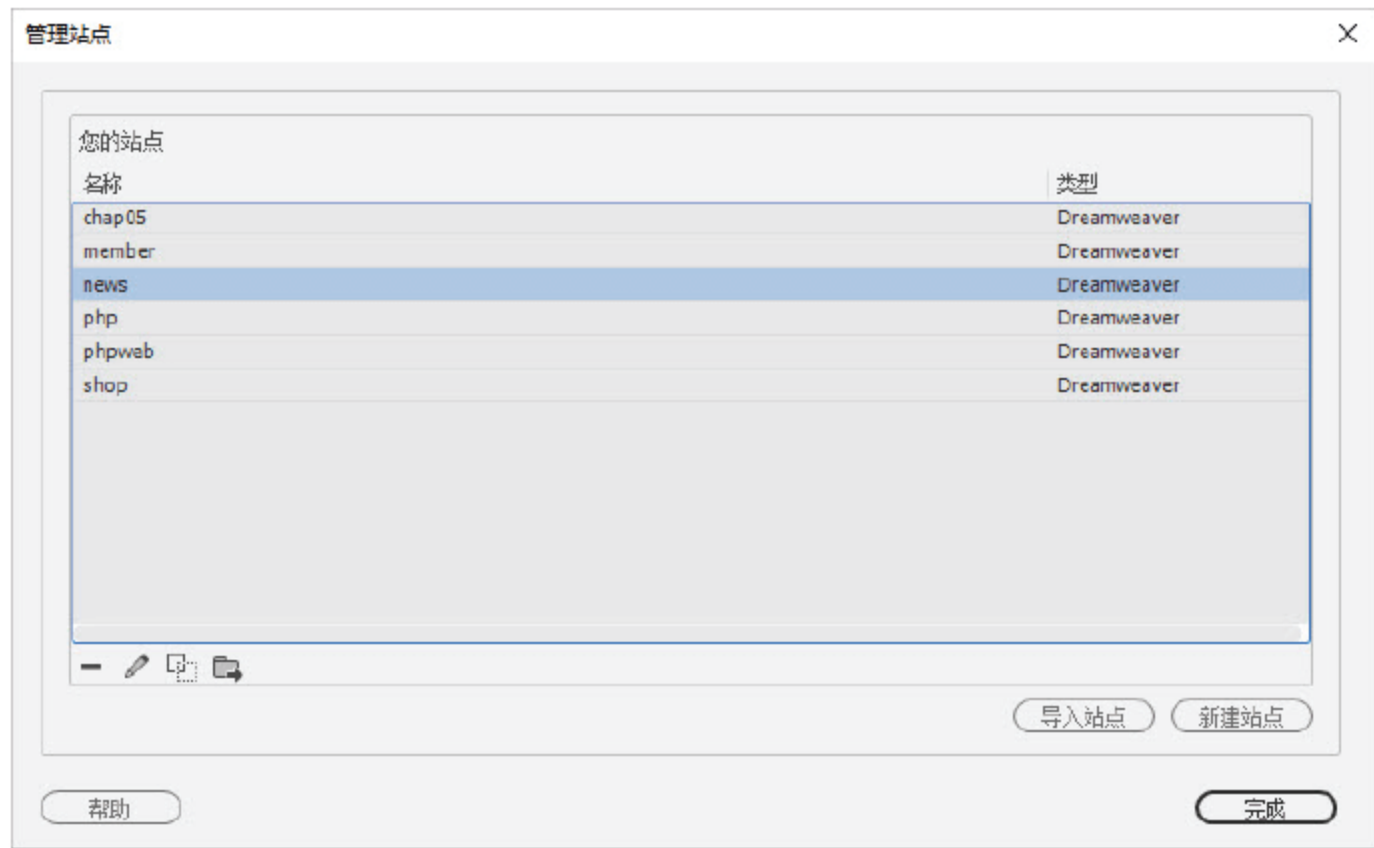 管理站点
您的站点
名称 类型
chap05 Dreamweaver
member Dreamweaver
news Dreamweaver
php Dreamweaver
phpweb Dreamweaver
shop Dreamweaver
导入站点 新建站点
帮助 完成